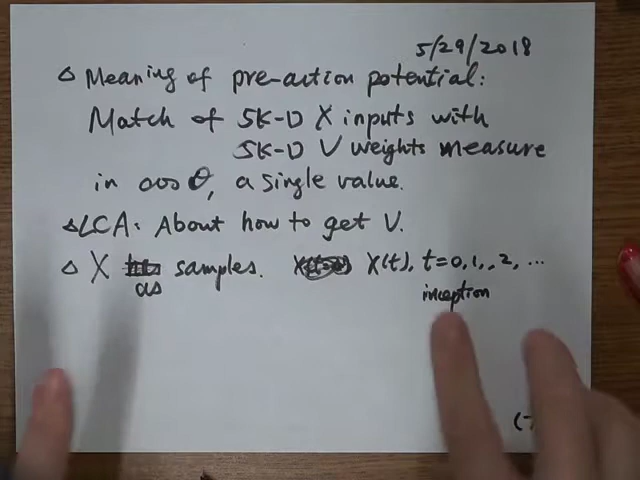 5/29/2018
△ Meaning of pre-action potential:
Match of 5K-D X inputs with
5K-D V weights measure
in cos θ, a single value.
△LCA: About how to get V.
△ X as samples. X(t), t=0,1,,2, ...
inception
(7